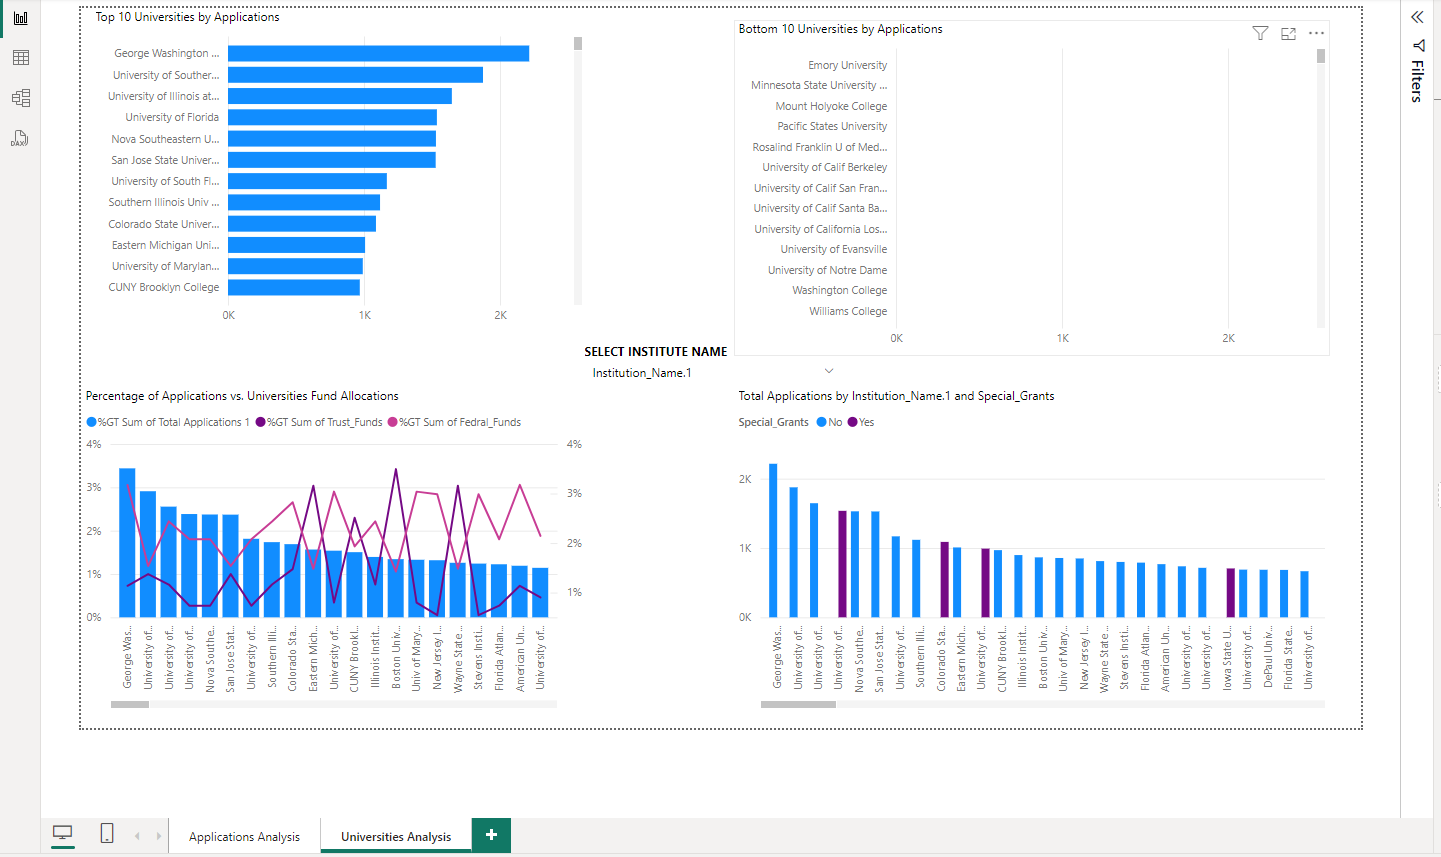 Top 10 Universities by Applications
George Washington ...
University of Souther...
University of Illinois at...
University of Florida
Nova Southeastern U...
San Jose State Univer...
University of South Fl...
Southern Illinois Univ ...
Colorado State Univer...
Eastern Michigan Uni...
University of Marylan...
CUNY Brooklyn College
0K 1K 2K
Bottom 10 Universities by Applications
Emory University
Minnesota State University ...
Mount Holyoke College
Pacific States University
Rosalind Franklin U of Med...
University of Calif Berkeley
University of Calif San Fran...
University of Calif Santa Ba...
University of California Los...
University of Evansville
University of Notre Dame
Washington College
Williams College
0K 1K 2K
Filters
DAX
SELECT INSTITUTE NAME
Institution_Name.1
Percentage of Applications vs. Universities Fund Allocations
%GT Sum of Total Applications 1 %GT Sum of Trust_Funds %GT Sum of Fedral_Funds
4%
3%
2%
1%
0%
4%
3%
2%
1%
George Was...
University of...
University of...
University of...
Nova Southe...
San Jose Stat...
University of...
Southern Illi...
Colorado Sta...
Eastern Mich...
University of...
CUNY Brookl...
Illinois Instit...
Boston Univ...
Univ of Mary...
New Jersey I...
Wayne State ...
Stevens Insti...
Florida Atlan...
American Un...
University of...
Total Applications by Institution_Name.1 and Special_Grants
Special_Grants No Yes
2K
1K
0K
George Was...
University of...
University of...
University of...
Nova Southe...
San Jose Stat...
University of...
Southern Illi...
Colorado Sta...
Eastern Mich...
University of...
CUNY Brookl...
Illinois Instit...
Boston Univ...
Univ of Mary...
New Jersey I...
Wayne State ...
Stevens Insti...
Florida Atlan...
American Un...
University of...
University of...
Iowa State U...
University of...
DePaul Univ...
Florida State...
University of...
Applications Analysis
Universities Analysis
+